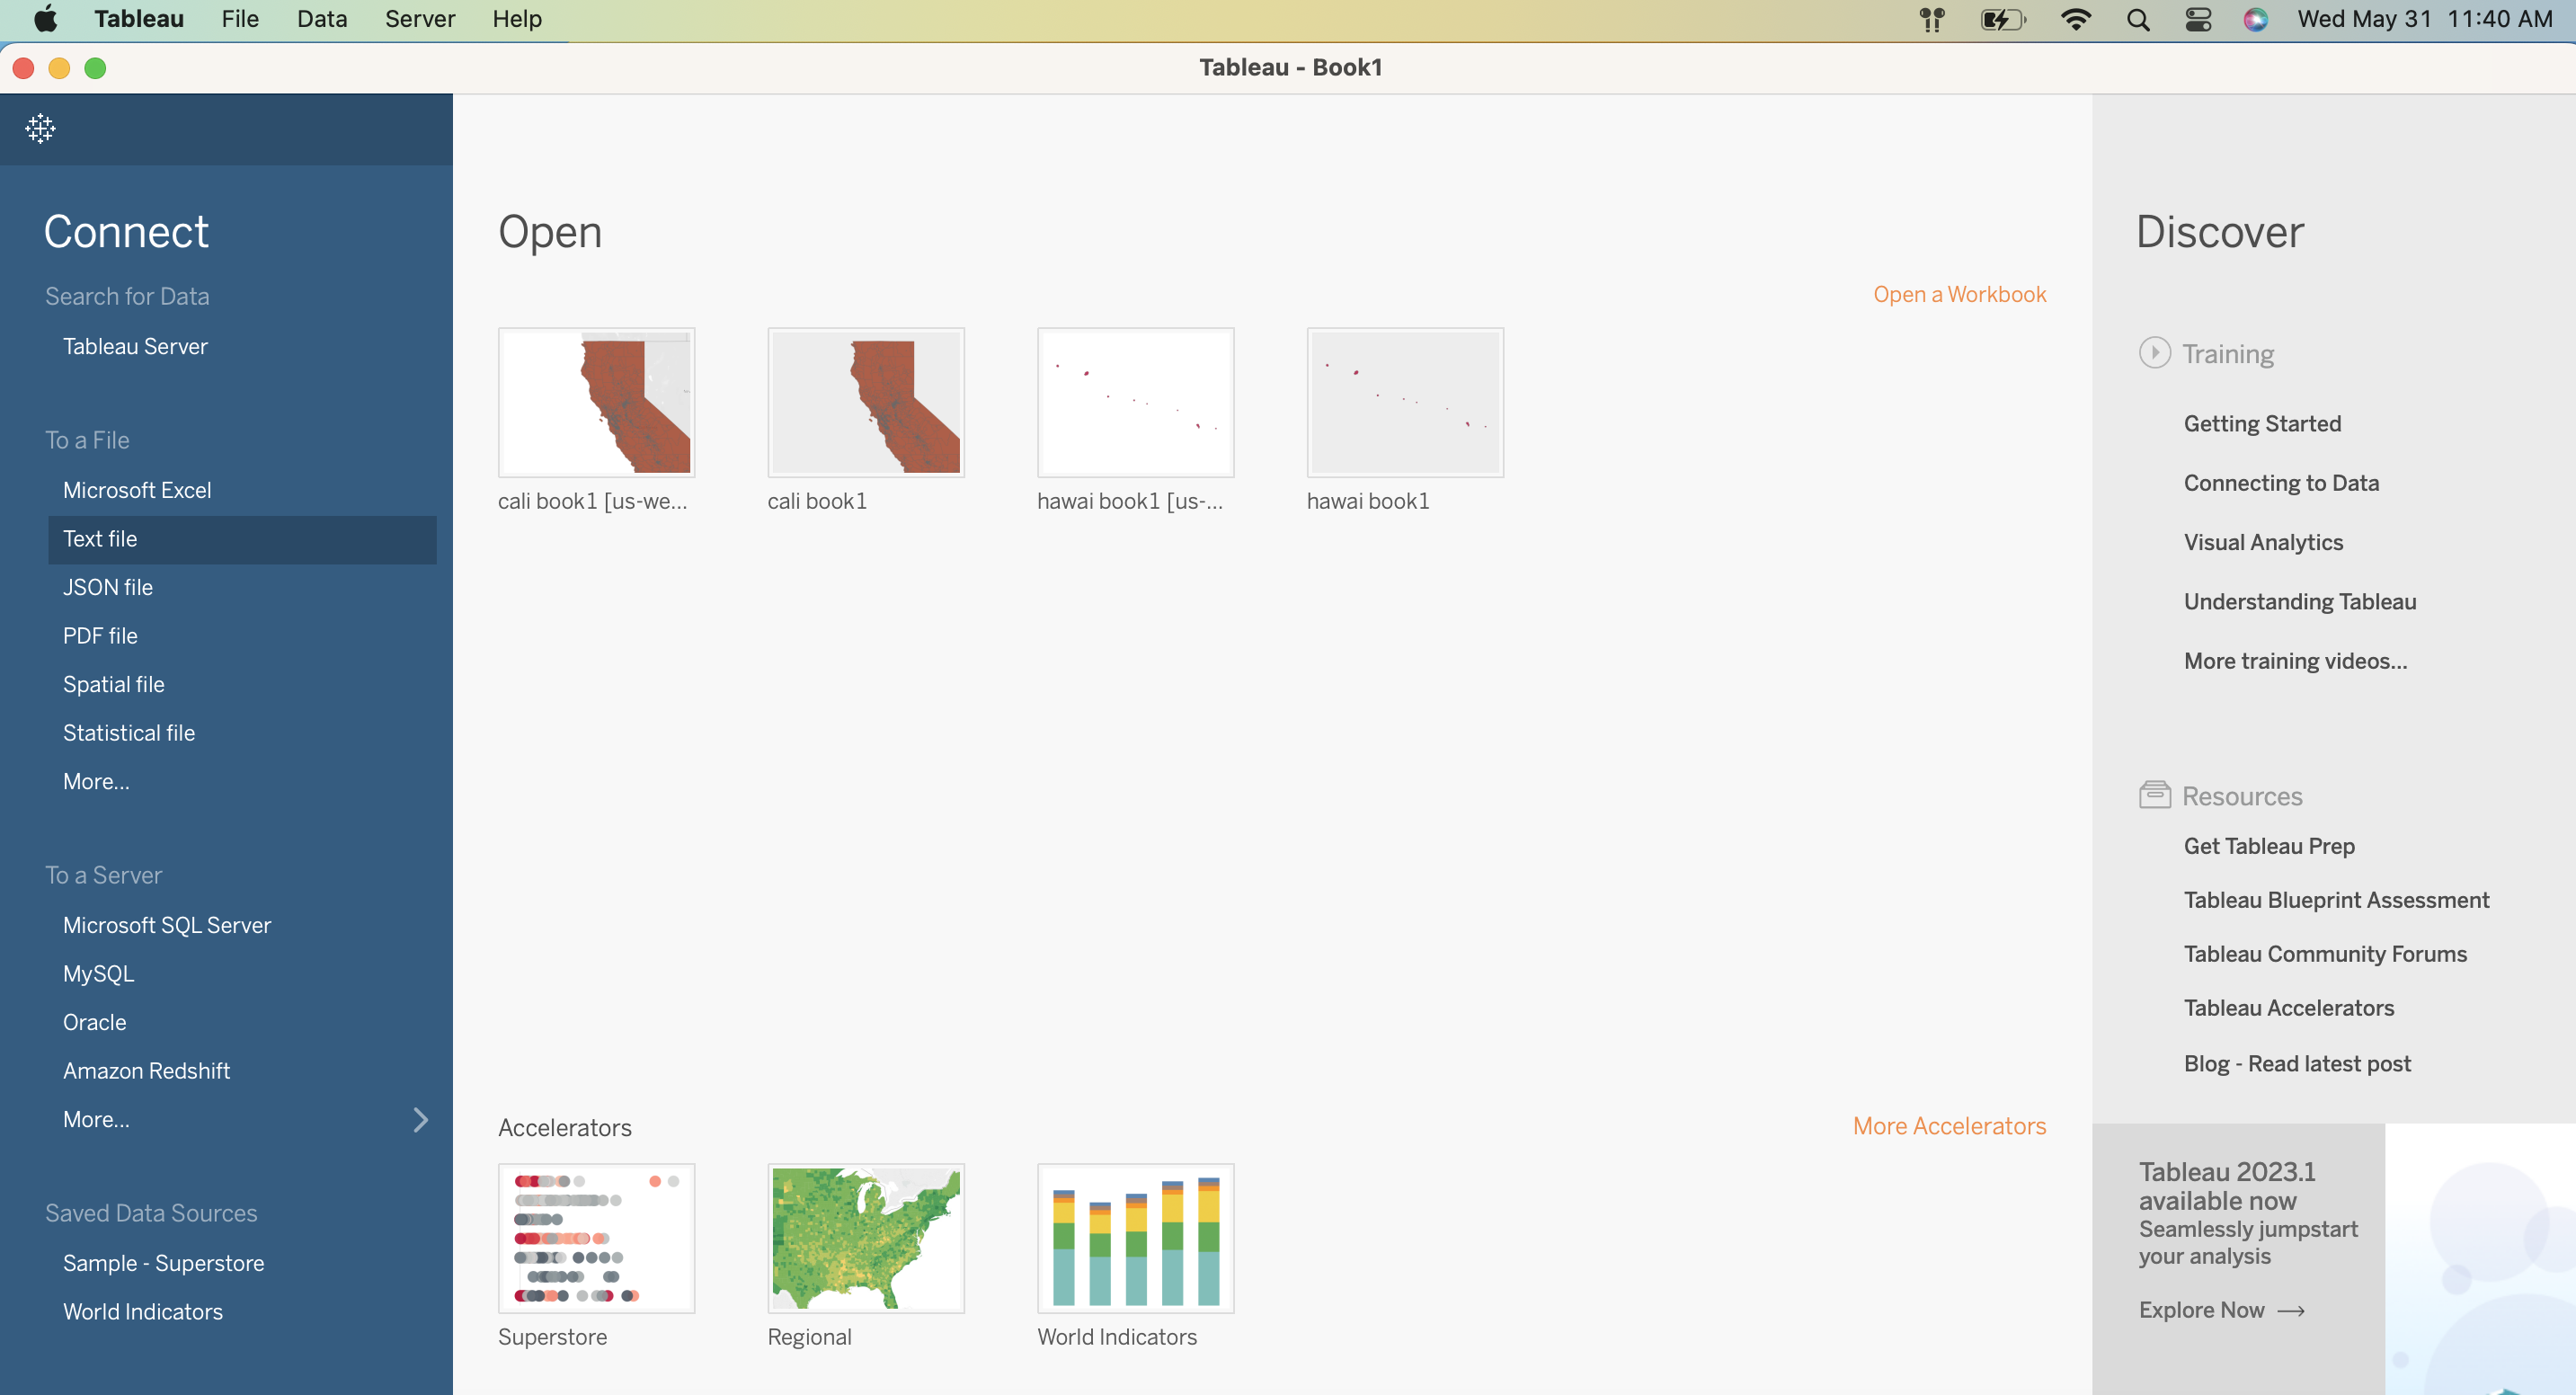 Tableau File Data Server Help Wed May 31 11:40 AM
Tableau - Book1
Connect
Search for Data
Tableau Server
To a File
Microsoft Excel
Text file
JSON file
PDF file
Spatial file
Statistical file
More...
To a Server
Microsoft SQL Server
MySQL
Oracle
Amazon Redshift
More...
Saved Data Sources
Sample - Superstore
World Indicators
Open
Open a Workbook
cali book1 [us-we...
cali book1
hawai book1 [us-...
hawai book1
Accelerators
More Accelerators
Superstore
Regional
World Indicators
Discover
Training
Getting Started
Connecting to Data
Visual Analytics
Understanding Tableau
More training videos...
Resources
Get Tableau Prep
Tableau Blueprint Assessment
Tableau Community Forums
Tableau Accelerators
Blog - Read latest post
Tableau 2023.1
available now
Seamlessly jumpstart
your analysis
Explore Now →